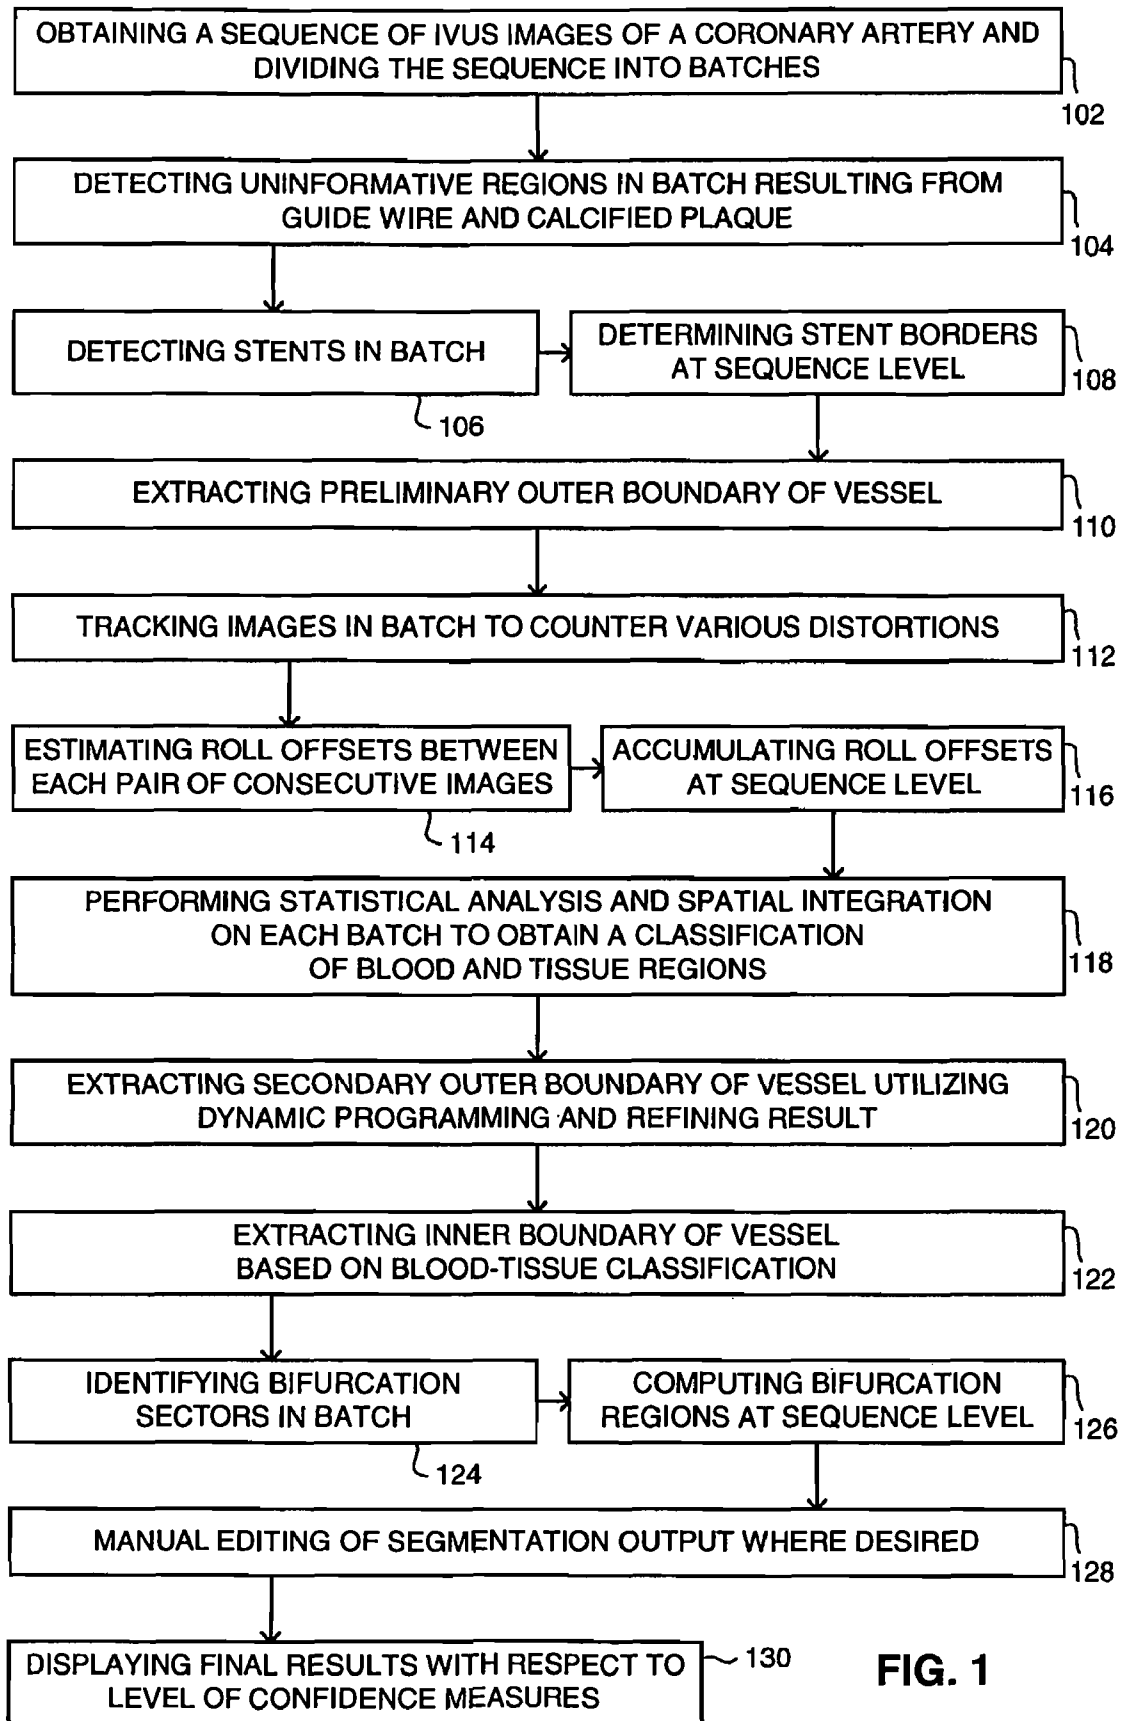 OBTAINING A SEQUENCE OF IVUS IMAGES OF A CORONARY ARTERY AND
DIVIDING THE SEQUENCE INTO BATCHES
102
DETECTING UNINFORMATIVE REGIONS IN BATCH RESULTING FROM
GUIDE WIRE AND CALCIFIED PLAQUE
104
DETECTING STENTS IN BATCH
106
DETERMINING STENT BORDERS
AT SEQUENCE LEVEL
108
EXTRACTING PRELIMINARY OUTER BOUNDARY OF VESSEL
110
TRACKING IMAGES IN BATCH TO COUNTER VARIOUS DISTORTIONS
112
ESTIMATING ROLL OFFSETS BETWEEN
EACH PAIR OF CONSECUTIVE IMAGES
114
ACCUMULATING ROLL OFFSETS
AT SEQUENCE LEVEL
116
PERFORMING STATISTICAL ANALYSIS AND SPATIAL INTEGRATION
ON EACH BATCH TO OBTAIN A CLASSIFICATION
OF BLOOD AND TISSUE REGIONS
118
EXTRACTING SECONDARY OUTER BOUNDARY OF VESSEL UTILIZING
DYNAMIC PROGRAMMING AND REFINING RESULT
120
EXTRACTING INNER BOUNDARY OF VESSEL
BASED ON BLOOD-TISSUE CLASSIFICATION
122
IDENTIFYING BIFURCATION
SECTORS IN BATCH
124
COMPUTING BIFURCATION
REGIONS AT SEQUENCE LEVEL
126
MANUAL EDITING OF SEGMENTATION OUTPUT WHERE DESIRED
128
DISPLAYING FINAL RESULTS WITH RESPECT TO
LEVEL OF CONFIDENCE MEASURES
130
FIG. 1